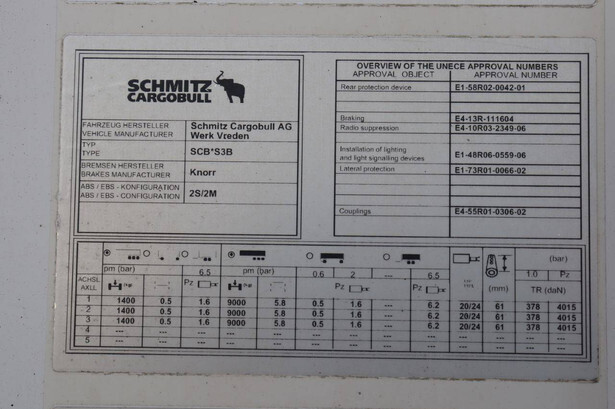 SCHMITZ
CARGOBULL
FAHRZEUG HERSTELLER
VEHICLE MANUFACTURER
Schmitz Cargobull AG
Werk Vreden
TYP
TYPE
SCB*S3B
BREMSEN HERSTELLER
BRAKES MANUFACTURER
Knorr
ABS / EBS - KONFIGURATION
ABS / EBS - CONFIGURATION
2S/2M
OVERVIEW OF THE UNECE APPROVAL NUMBERS
APPROVAL OBJECT APPROVAL NUMBER
Rear protection device E1-58R02-0042-01
Braking E4-13R-111604
Radio suppression E4-10R03-2349-06
Installation of lighting
and light signalling devices E1-48R06-0559-06
Lateral protection E1-73R01-0066-02
Couplings E4-55R01-0306-02
pm (bar) pm (bar) (bar)
6.5 0.6 2 --- 6.5 1.0 Pz
ACHSE
AXLE Pz Pz (mm) TR (daN)
1 1400 0.5 1.6 9000 5.8 0.5 1.6 --- 6.2 20/24 61 378 4015
2 1400 0.5 1.6 9000 5.8 0.5 1.6 --- 6.2 20/24 61 378 4015
3 1400 0.5 1.6 9000 5.8 0.5 1.6 --- 6.2 20/24 61 378 4015
4 --- --- --- --- --- --- --- --- --- --- --- --- ---
5 --- --- --- --- --- --- --- --- --- --- --- --- ---